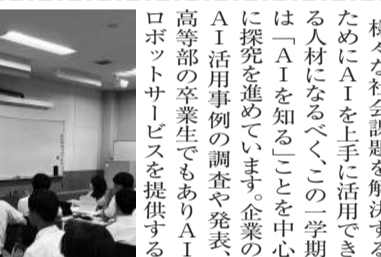 様々な社会課題を解決する
ためにAIを上手に活用でき
る人材になるべく、この一学期
は「AIを知る」ことを中心
に探究を進めています。企業の
AI活用事例の調査や発表、
高等部の卒業生でもありAI
ロボットサービスを提供する